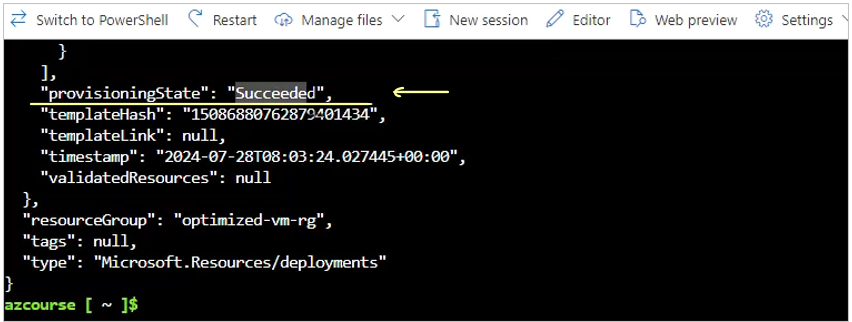 Switch to PowerShell Restart Manage files New session Editor Web preview Settings
}
],
"provisioningState": "Succeeded",
"templateHash": "15086880762879401434",
"templateLink": null,
"timestamp": "2024-07-28T08:03:24.027445+00:00",
"validatedResources": null
},
"resourceGroup": "optimized-vm-rg",
"tags": null,
"type": "Microsoft.Resources/deployments"
}
azcourse [ ~ ]$